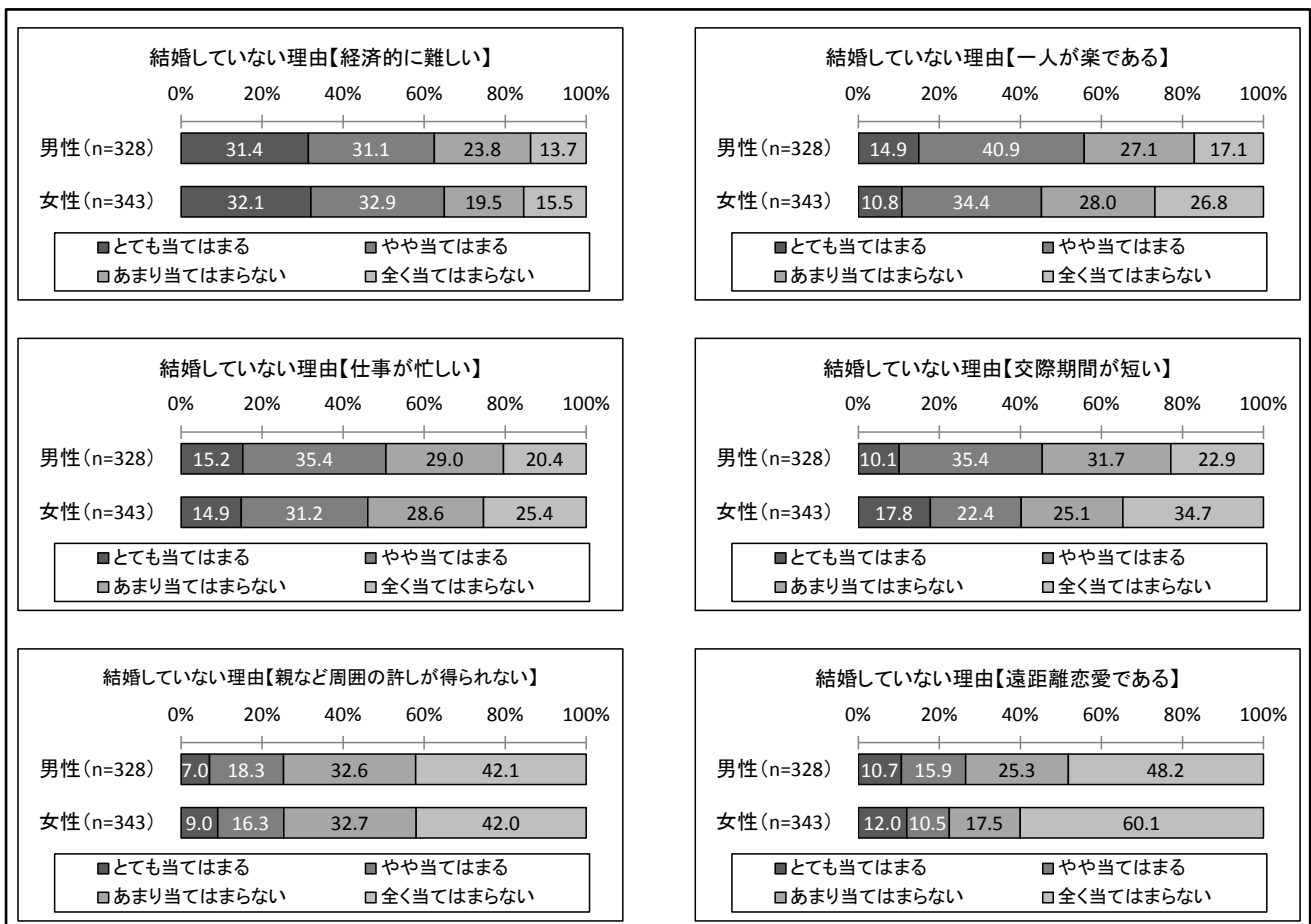 結婚していない理由【経済的に難しい】
0% 20% 40% 60% 80% 100%
男性（n=328） 31.4 31.1 23.8 13.7
女性（n=343） 32.1 32.9 19.5 15.5
とても当てはまる やや当てはまる
あまり当てはまらない 全く当てはまらない
結婚していない理由【一人が楽である】
0% 20% 40% 60% 80% 100%
男性（n=328） 14.9 40.9 27.1 17.1
女性（n=343） 10.8 34.4 28.0 26.8
とても当てはまる やや当てはまる
あまり当てはまらない 全く当てはまらない
結婚していない理由【仕事が忙しい】
0% 20% 40% 60% 80% 100%
男性（n=328） 15.2 35.4 29.0 20.4
女性（n=343） 14.9 31.2 28.6 25.4
とても当てはまる やや当てはまる
あまり当てはまらない 全く当てはまらない
結婚していない理由【交際期間が短い】
0% 20% 40% 60% 80% 100%
男性（n=328） 10.1 35.4 31.7 22.9
女性（n=343） 17.8 22.4 25.1 34.7
とても当てはまる やや当てはまる
あまり当てはまらない 全く当てはまらない
結婚していない理由【親など周囲の許しが得られない】
0% 20% 40% 60% 80% 100%
男性（n=328） 7.0 18.3 32.6 42.1
女性（n=343） 9.0 16.3 32.7 42.0
とても当てはまる やや当てはまる
あまり当てはまらない 全く当てはまらない
結婚していない理由【遠距離恋愛である】
0% 20% 40% 60% 80% 100%
男性（n=328） 10.7 15.9 25.3 48.2
女性（n=343） 12.0 10.5 17.5 60.1
とても当てはまる やや当てはまる
あまり当てはまらない 全く当てはまらない